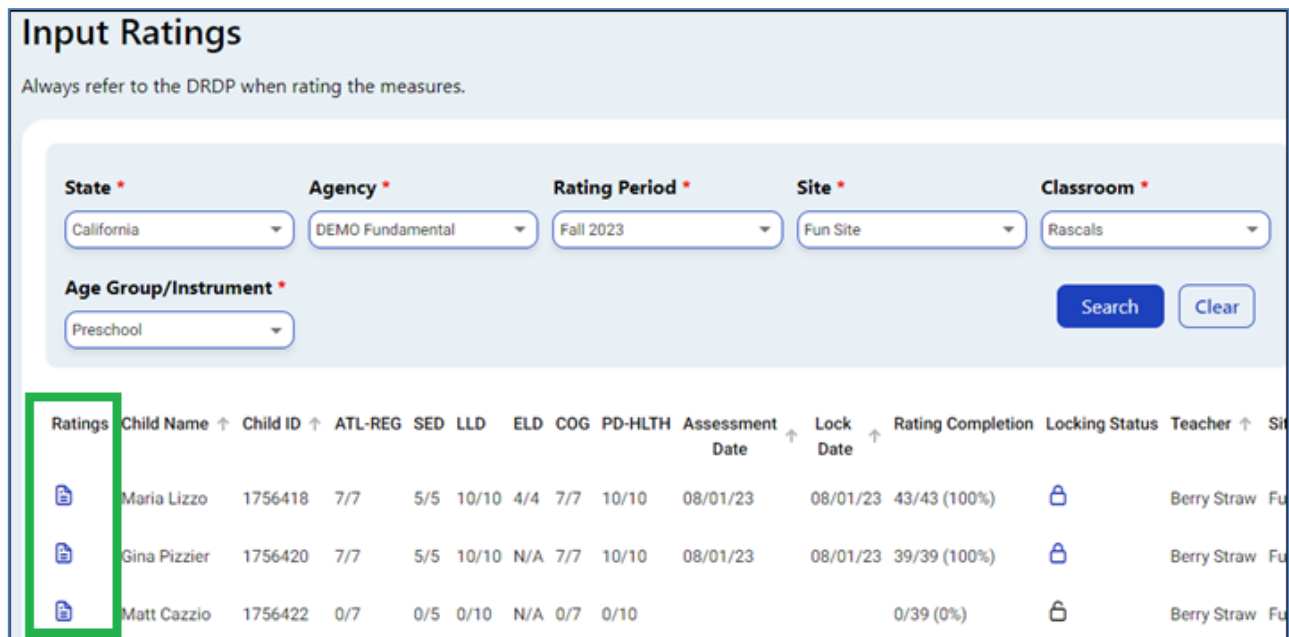 Input Ratings
Always refer to the DRDP when rating the measures.
State * Agency * Rating Period * Site * Classroom *
California DEMO Fundamental Fall 2023 Fun Site Rascals
Age Group/Instrument *
Preschool
Search Clear
Ratings Child Name ↑ Child ID ↑ ATL-REG SED LLD ELD COG PD-HLTH Assessment Date ↑ Lock Date ↑ Rating Completion Locking Status Teacher ↑ Sit
Maria Lizzo 1756418 7/7 5/5 10/10 4/4 7/7 10/10 08/01/23 08/01/23 43/43 (100%) Berry Straw Fu
Gina Pizzier 1756420 7/7 5/5 10/10 N/A 7/7 10/10 08/01/23 08/01/23 39/39 (100%) Berry Straw Fu
Matt Cazzio 1756422 0/7 0/5 0/10 N/A 0/7 0/10 0/39 (0%) Berry Straw Fu